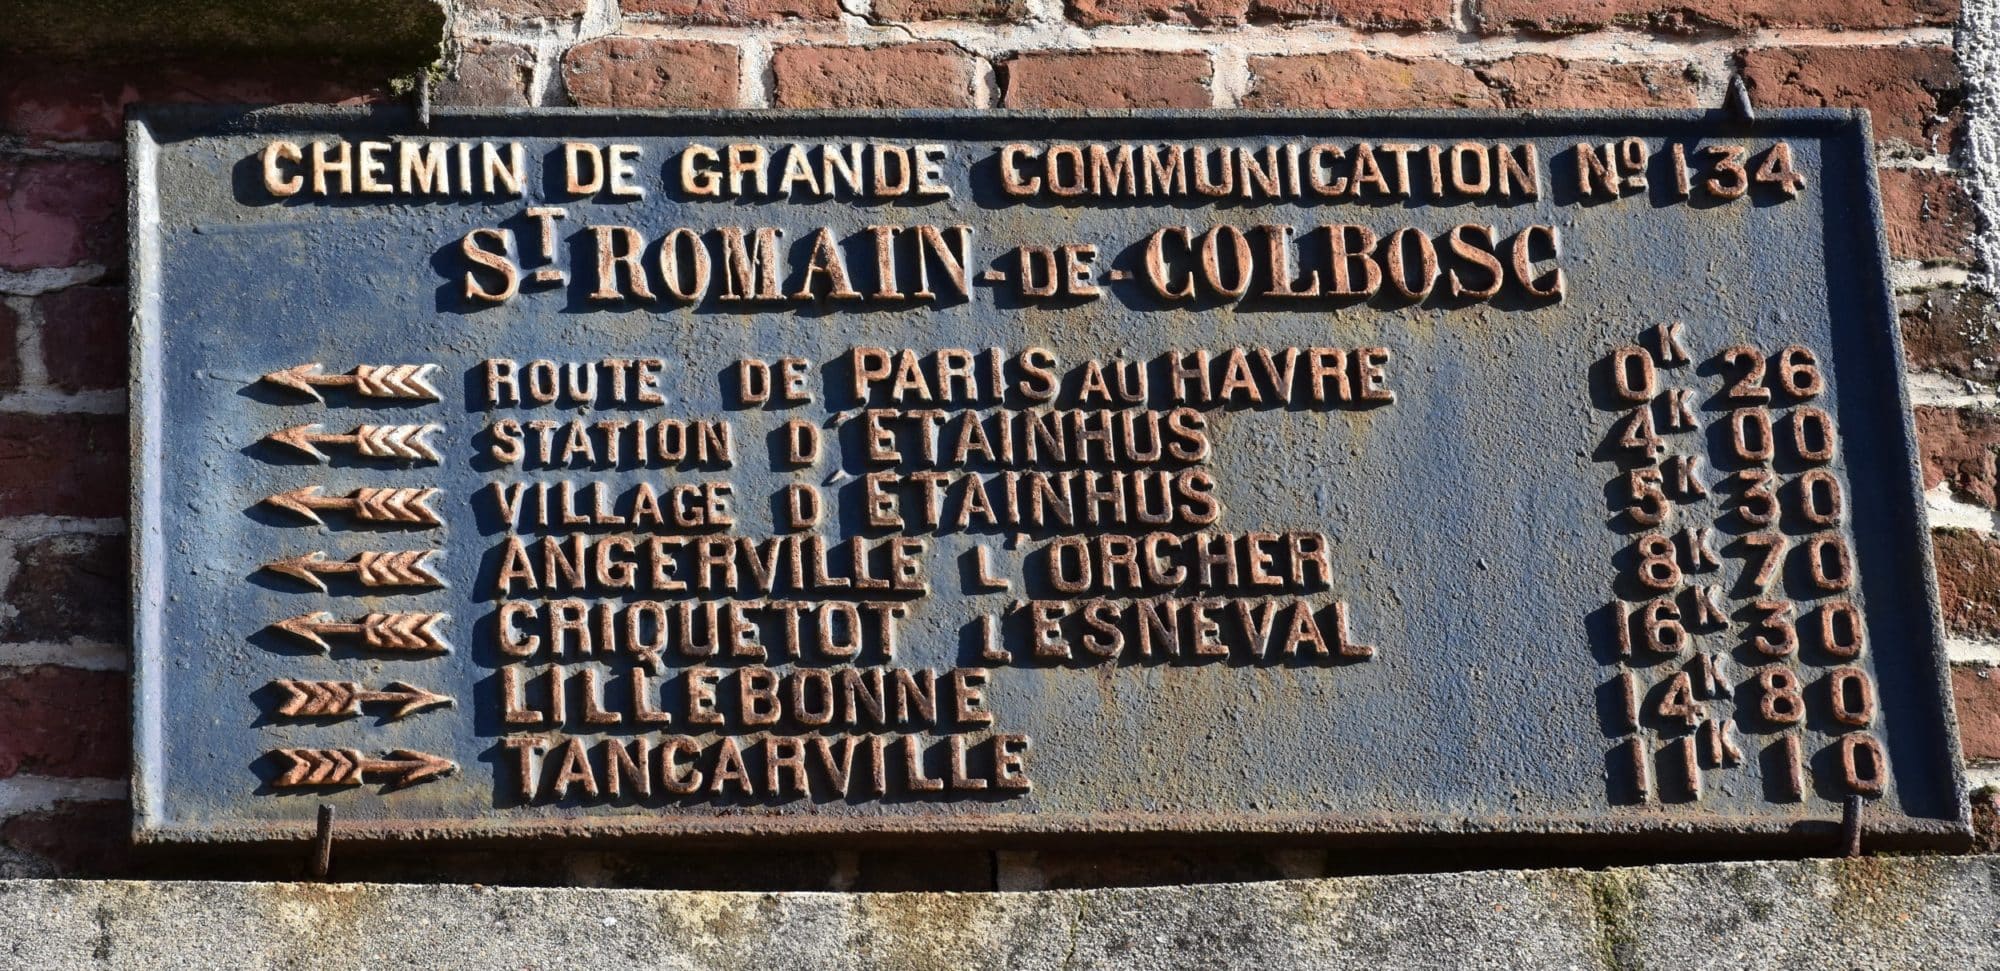 CHEMIN DE GRANDE COMMUNICATION Nº 134
ST ROMAIN-DE-COLBOSC
ROUTE DE PARIS AU HAVRE 0K 26
STATION D'ETAINHUS 4K 00
VILLAGE D'ETAINHUS 5K 30
ANGERVILLE L'ORCHER 8K 70
CRIQUETOT L'ESNEVAL 16K 30
LILLEBONNE 14K 80
TANCARVILLE 11K 10